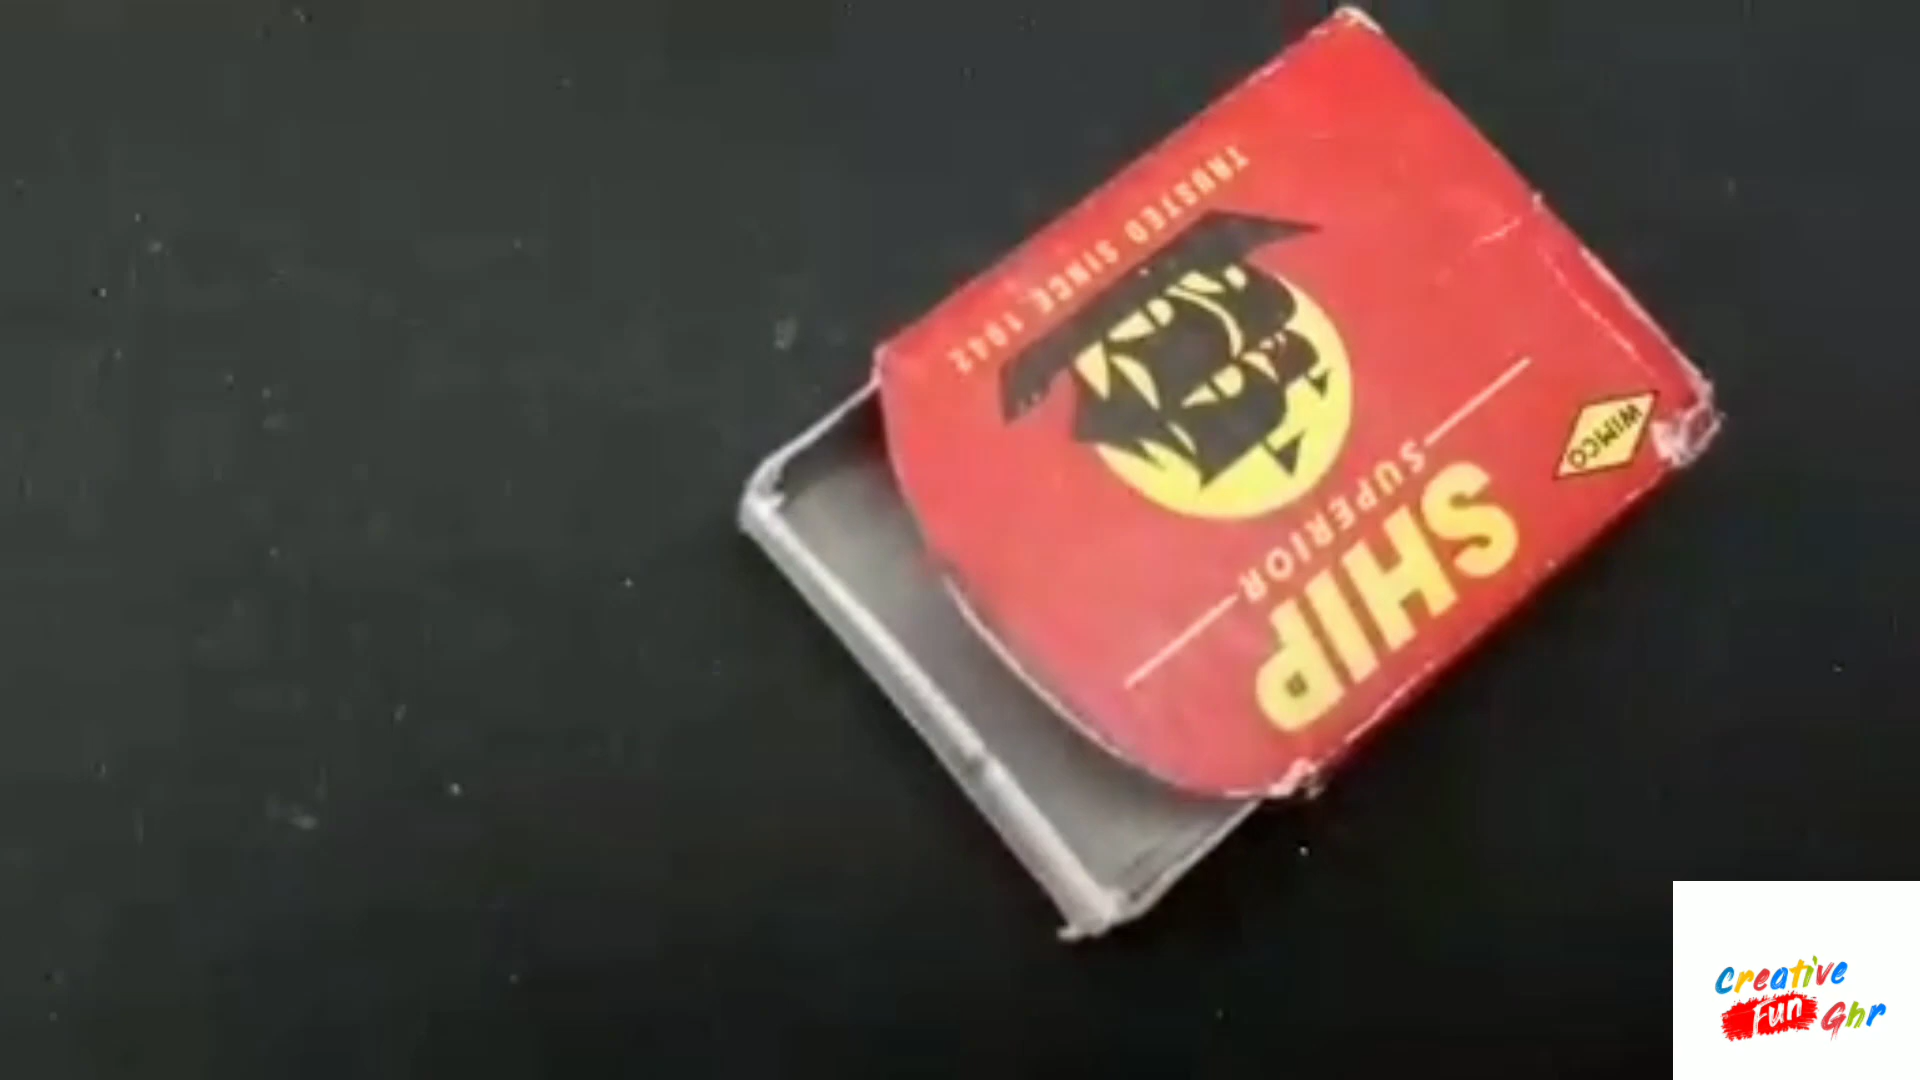 WIMCO
SHIP
SUPERIOR
TRUSTED SINCE 1942
Creative
Fun Ghr